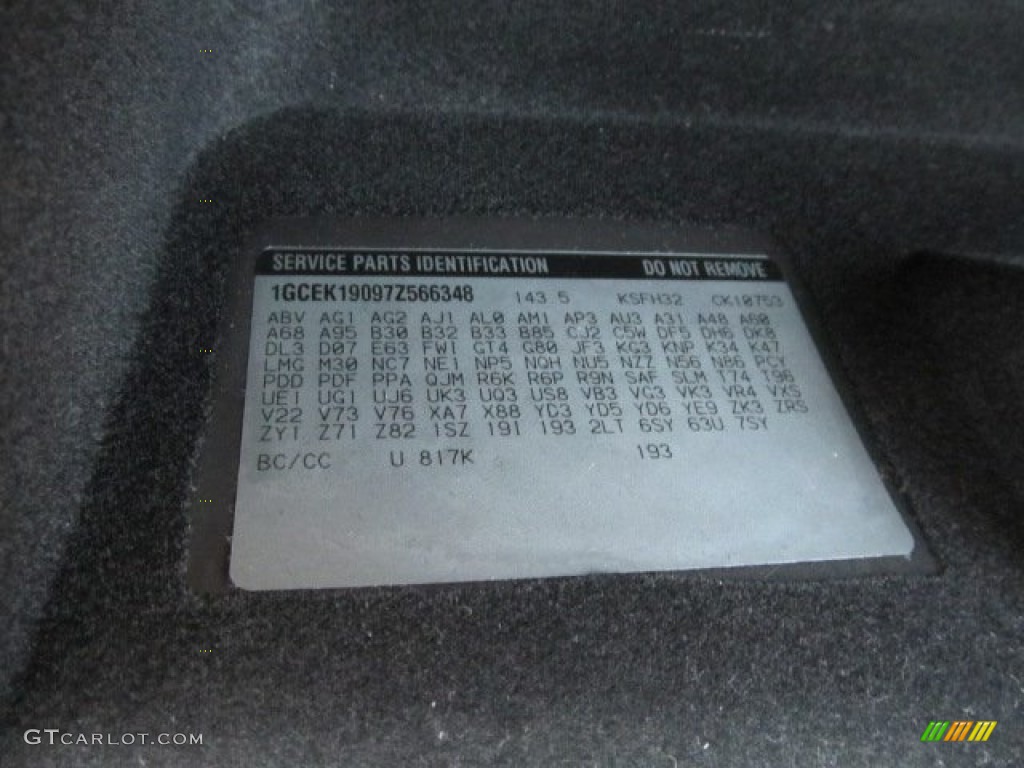 SERVICE PARTS IDENTIFICATION DO NOT REMOVE
1GCEK19097Z566348 143.5 KSFH32 CK10753
ABV AG1 AG2 AJ1 AL0 AM1 AP3 AU3 A31 A48 A60
A68 A95 B30 B32 B33 B85 CJ2 C5W DF5 DH6 DK8
DL3 D07 E63 FW1 GT4 G80 JF3 KG3 KNP K34 K47
LMG M30 NC7 NE1 NP5 NQH NU5 NZZ N56 N86 PCY
PDD PDF PPA QJM R6K R6P R9N SAF SLM T74 T96
UE1 UG1 UJ6 UK3 UQ3 US8 VB3 VG3 VK3 VR4 VXS
V22 V73 V76 XA7 X88 YD3 YD5 YD6 YE9 ZK3 ZRS
ZY1 Z71 Z82 1SZ 191 193 2LT 6SY 63U 7SY
BC/CC U 817K 193
GTCARLOT.COM